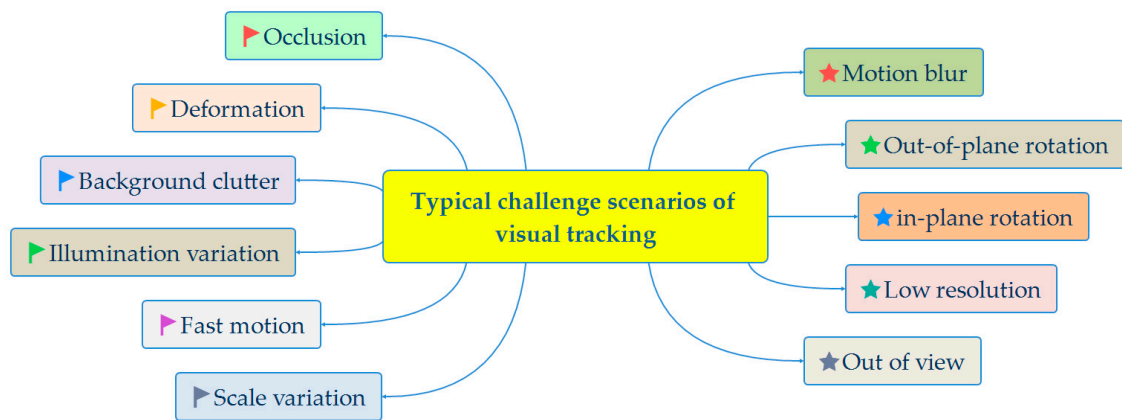 Occlusion
Deformation
Background clutter
Illumination variation
Fast motion
Scale variation
Typical challenge scenarios of
visual tracking
Motion blur
Out-of-plane rotation
in-plane rotation
Low resolution
Out of view